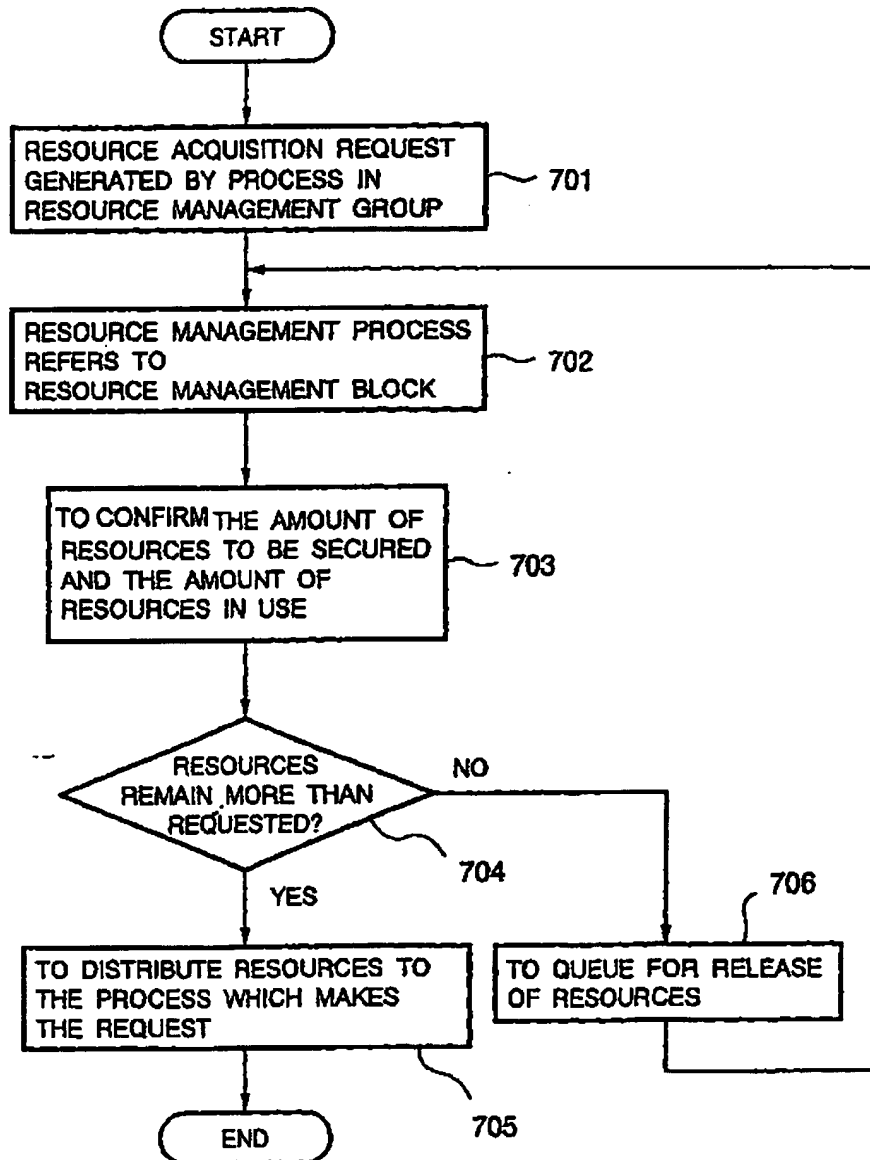 START
RESOURCE ACQUISITION REQUEST
GENERATED BY PROCESS IN
RESOURCE MANAGEMENT GROUP
701
RESOURCE MANAGEMENT PROCESS
REFERS TO
RESOURCE MANAGEMENT BLOCK
702
TO CONFIRM THE AMOUNT OF
RESOURCES TO BE SECURED
AND THE AMOUNT OF
RESOURCES IN USE
703
RESOURCES
REMAIN MORE THAN
REQUESTED?
NO
704
YES
706
TO DISTRIBUTE RESOURCES TO
THE PROCESS WHICH MAKES
THE REQUEST
TO QUEUE FOR RELEASE
OF RESOURCES
705
END